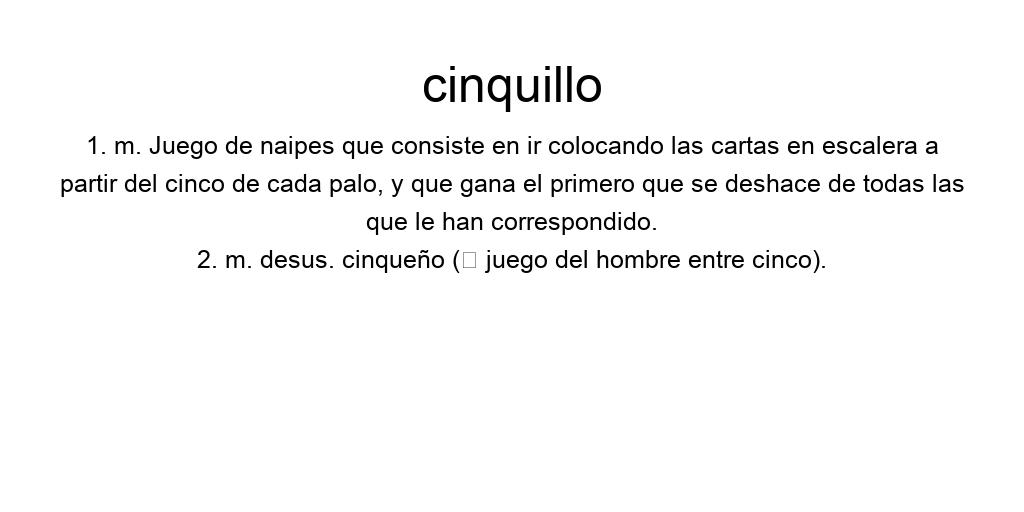 cinquillo
1. m. Juego de naipes que consiste en ir colocando las cartas en escalera a
partir del cinco de cada palo, y que gana el primero que se deshace de todas las
que le han correspondido.
2. m. desus. cinqueño (□ juego del hombre entre cinco).